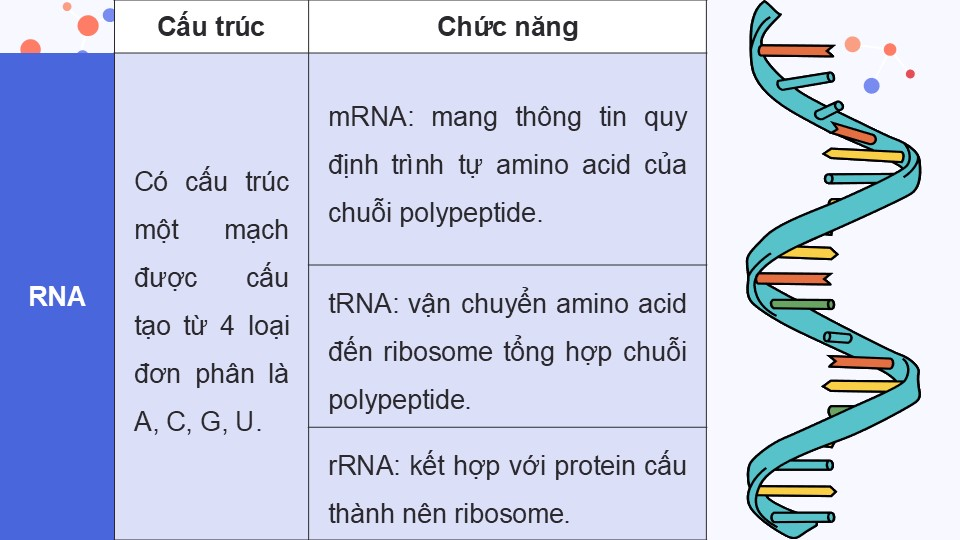 Cấu trúc
Chức năng
RNA
Có cấu trúc
một mạch
được cấu
tạo từ 4 loại
đơn phân là
A, C, G, U.
mRNA: mang thông tin quy
định trình tự amino acid của
chuỗi polypeptide.
tRNA: vận chuyển amino acid
đến ribosome tổng hợp chuỗi
polypeptide.
rRNA: kết hợp với protein cấu
thành nên ribosome.